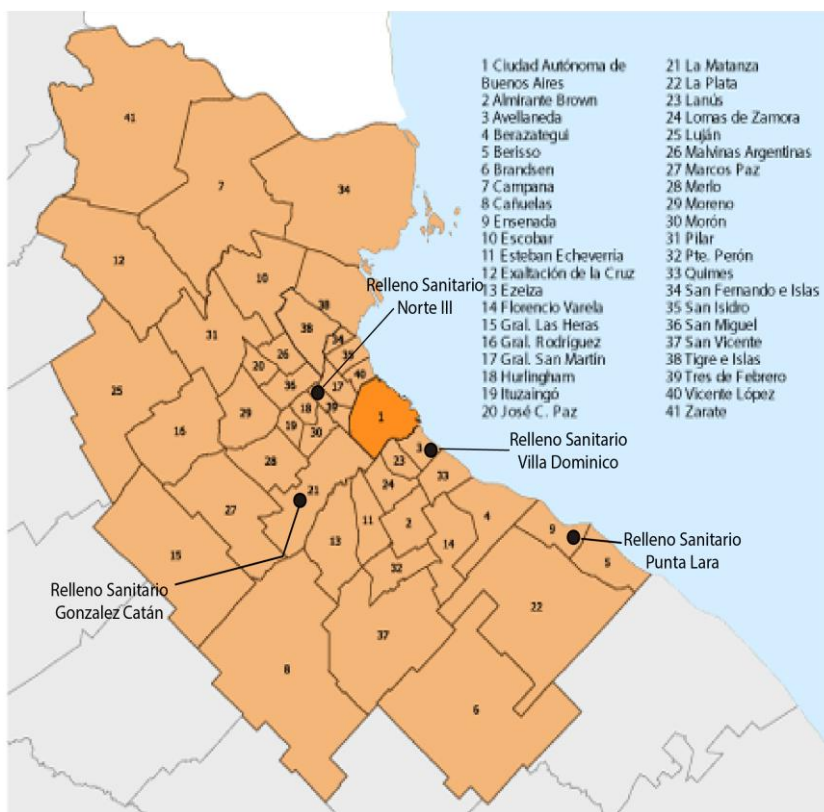 1 Ciudad Autónoma de
Buenos Aires
2 Almirante Brown
3 Avellaneda
4 Berazategui
5 Berisso
6 Brandsen
7 Campana
8 Cañuelas
9 Ensenada
10 Escobar
11 Esteban Echeverría
12 Exaltación de la Cruz
13 Ezeiza
14 Florencio Varela
15 Gral. Las Heras
16 Gral. Rodríguez
17 Gral. San Martín
18 Hurlingham
19 Ituzaingó
20 José C. Paz
21 La Matanza
22 La Plata
23 Lanús
24 Lomas de Zamora
25 Luján
26 Malvinas Argentinas
27 Marcos Paz
28 Merlo
29 Moreno
30 Morón
31 Pilar
32 Pte. Perón
33 Quilmes
34 San Fernando e Islas
35 San Isidro
36 San Miguel
37 San Vicente
38 Tigre e Islas
39 Tres de Febrero
40 Vicente López
41 Zarate
41
7
34
12
10
38
31
38
34
35
26
20
40
36
17
25
29
18
39
1
16
19
30
3
28
23
33
24
21
27
11
2
4
13
14
9
15
32
5
22
37
8
6
Relleno Sanitario
Norte III
Relleno Sanitario
Villa Dominico
Relleno Sanitario
Punta Lara
Relleno Sanitario
Gonzalez Catán